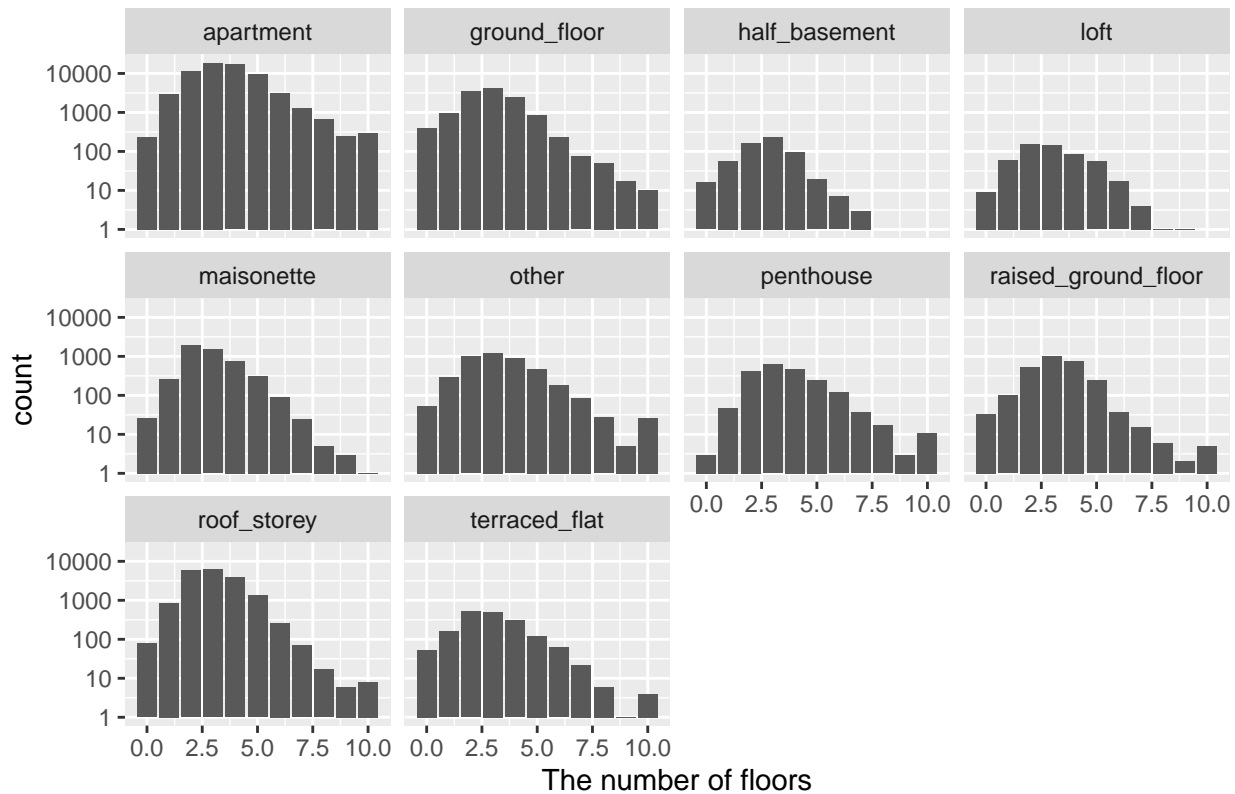 apartment ground_floor half_basement loft
10000
1000
100
10
1
maisonette other penthouse raised_ground_floor
10000
1000
100
10
1
0.0 2.5 5.0 7.5 10.0 0.0 2.5 5.0 7.5 10.0
roof_storey terraced_flat
10000
1000
100
10
1
0.0 2.5 5.0 7.5 10.0 0.0 2.5 5.0 7.5 10.0
The number of floors
count